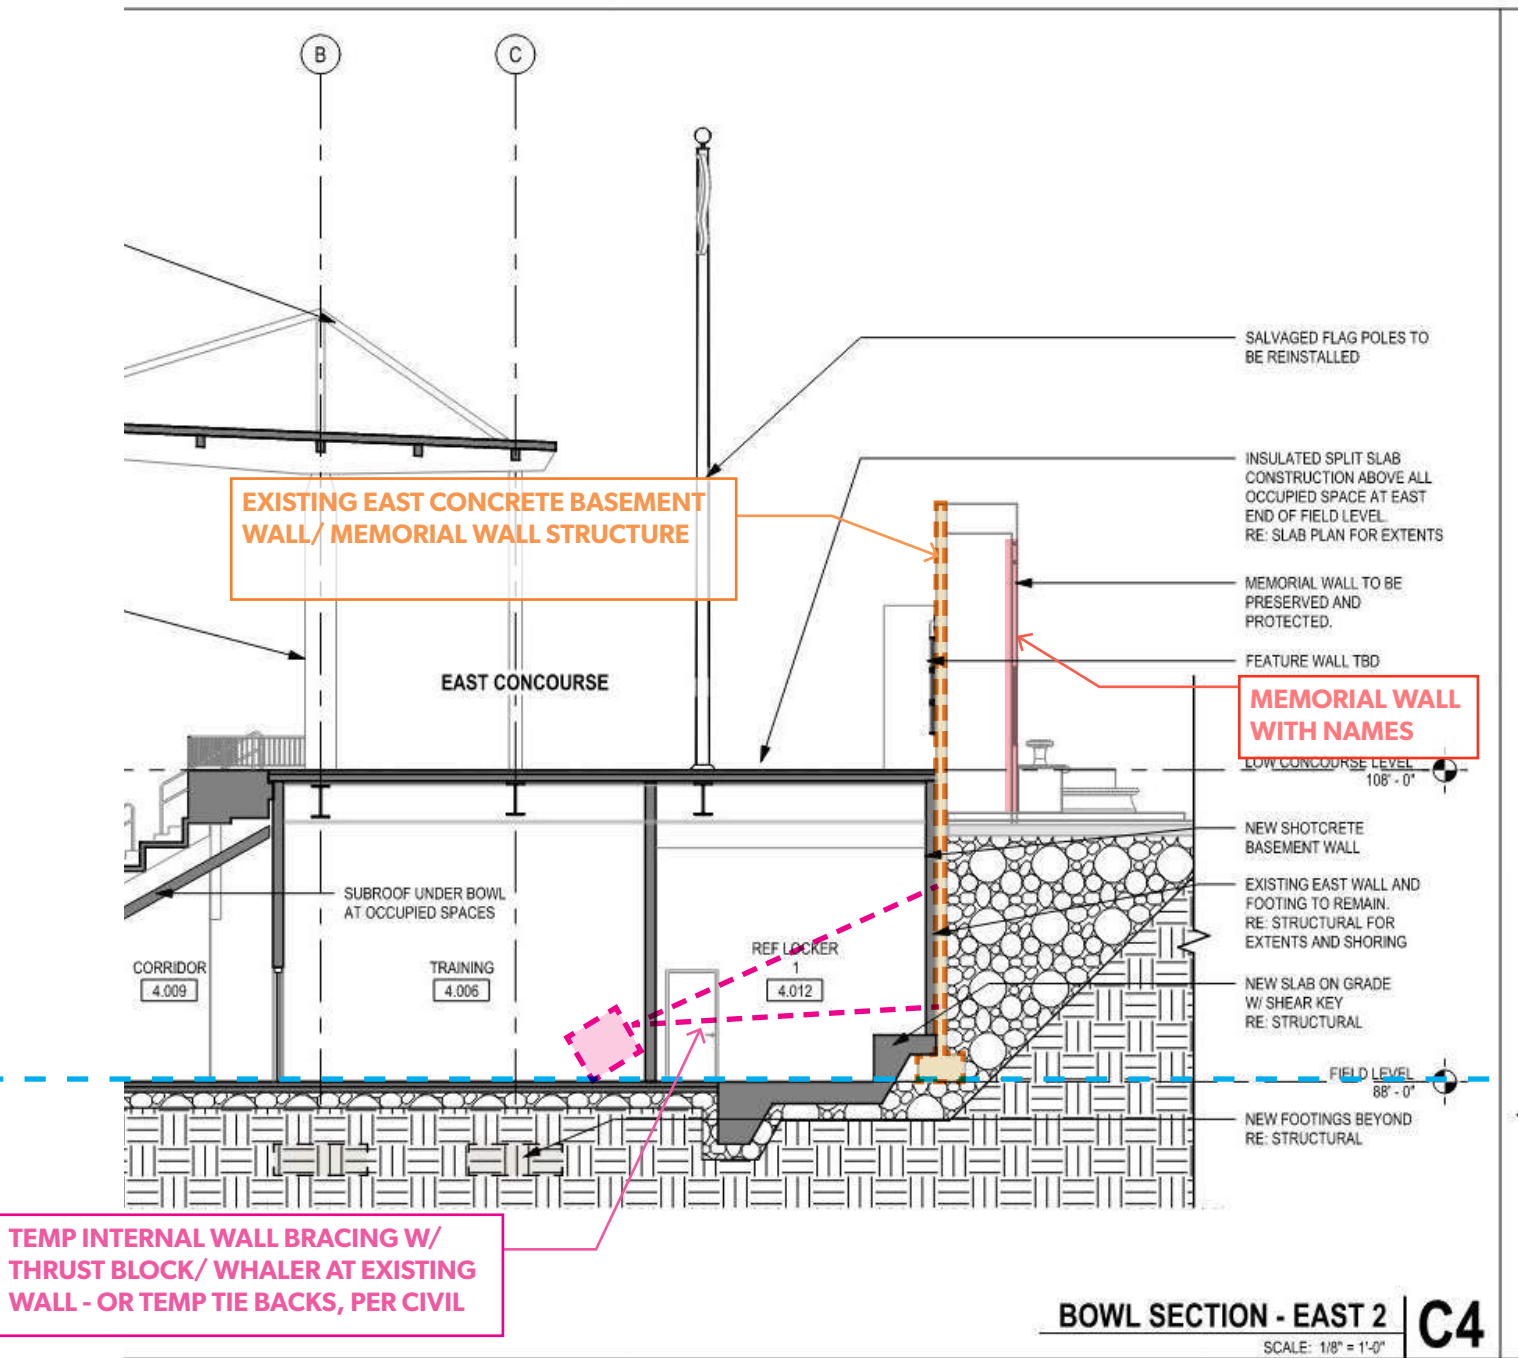 B
C
SALVAGED FLAG POLES TO
BE REINSTALLED
INSULATED SPLIT SLAB
CONSTRUCTION ABOVE ALL
OCCUPIED SPACE AT EAST
END OF FIELD LEVEL.
RE: SLAB PLAN FOR EXTENTS
EXISTING EAST CONCRETE BASEMENT
WALL/ MEMORIAL WALL STRUCTURE
MEMORIAL WALL TO BE
PRESERVED AND
PROTECTED.
FEATURE WALL TBD
EAST CONCOURSE
MEMORIAL WALL
WITH NAMES
LOW CONCOURSE LEVEL
108' - 0"
NEW SHOTCRETE
BASEMENT WALL
SUBROOF UNDER BOWL
AT OCCUPIED SPACES
EXISTING EAST WALL AND
FOOTING TO REMAIN.
RE: STRUCTURAL FOR
EXTENTS AND SHORING
CORRIDOR
4.009
TRAINING
4.006
REF LOCKER
1
4.012
NEW SLAB ON GRADE
W/ SHEAR KEY
RE: STRUCTURAL
FIELD LEVEL
88' - 0"
NEW FOOTINGS BEYOND
RE: STRUCTURAL
TEMP INTERNAL WALL BRACING W/
THRUST BLOCK/ WHALER AT EXISTING
WALL - OR TEMP TIE BACKS, PER CIVIL
BOWL SECTION - EAST 2
C4
SCALE: 1/8" = 1'-0"